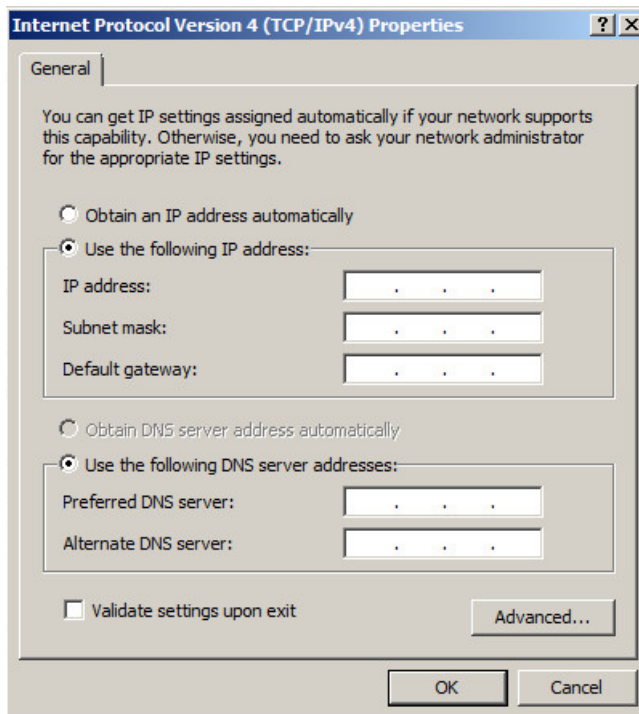 Internet Protocol Version 4 (TCP/IPv4) Properties
General
You can get IP settings assigned automatically if your network supports
this capability. Otherwise, you need to ask your network administrator
for the appropriate IP settings.
Obtain an IP address automatically
Use the following IP address:
IP address: . . .
Subnet mask: . . .
Default gateway: . . .
Obtain DNS server address automatically
Use the following DNS server addresses:
Preferred DNS server: . . .
Alternate DNS server: . . .
Validate settings upon exit
Advanced...
OK Cancel